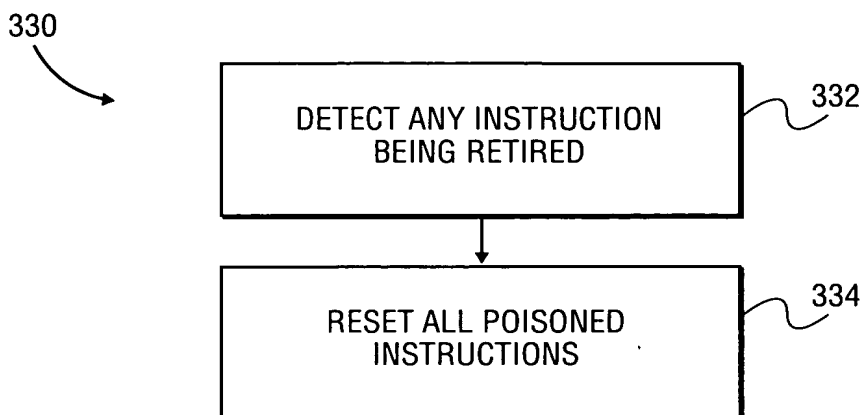 330
DETECT ANY INSTRUCTION
BEING RETIRED
332
RESET ALL POISONED
INSTRUCTIONS
334